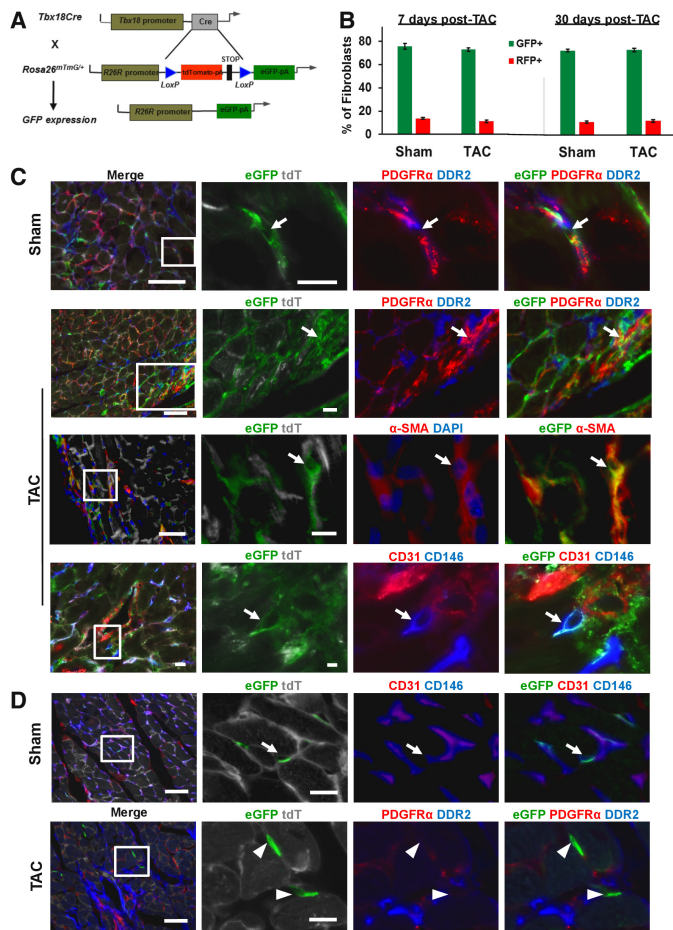 A
Tbx18Cre
Tbx18 promoter
Cre
X
STOP
Rosa26mTmG/+
R26R promoter
tdTomato-pA
eGFP-pA
LoxP
LoxP
R26R promoter
eGFP-pA
GFP expression
B
7 days post-TAC
30 days post-TAC
GFP+
RFP+
% of Fibroblasts
80
60
40
20
0
Sham
TAC
Sham
TAC
C
Merge
eGFP tdT
PDGFRα DDR2
eGFP PDGFRα DDR2
Sham
eGFP tdT
PDGFRα DDR2
eGFP PDGFRα DDR2
TAC
eGFP tdT
α-SMA DAPI
eGFP α-SMA
eGFP tdT
CD31 CD146
eGFP CD31 CD146
D
eGFP tdT
CD31 CD146
eGFP CD31 CD146
Sham
Merge
eGFP tdT
PDGFRα DDR2
eGFP PDGFRα DDR2
TAC